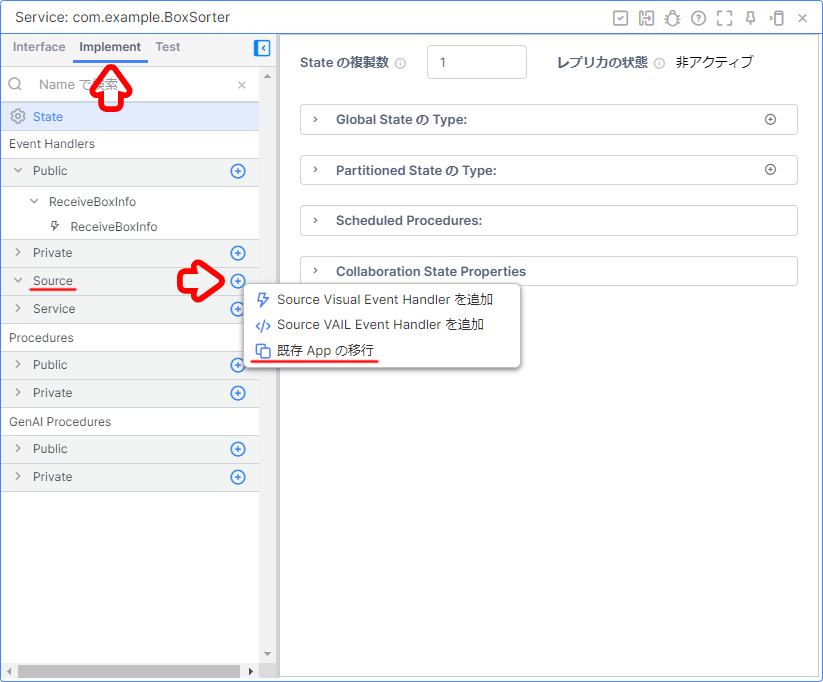 Service: com.example.BoxSorter
Interface Implement Test
Name で検索
State
Event Handlers
Public
ReceiveBoxInfo
ReceiveBoxInfo
Private
Source
Service
Procedures
Public
Private
GenAI Procedures
Public
Private
State の複製数 1 レプリカの状態 非アクティブ
Global State の Type:
Partitioned State の Type:
Scheduled Procedures:
Collaboration State Properties
Source Visual Event Handler を追加
Source VAIL Event Handler を追加
既存 App の移行